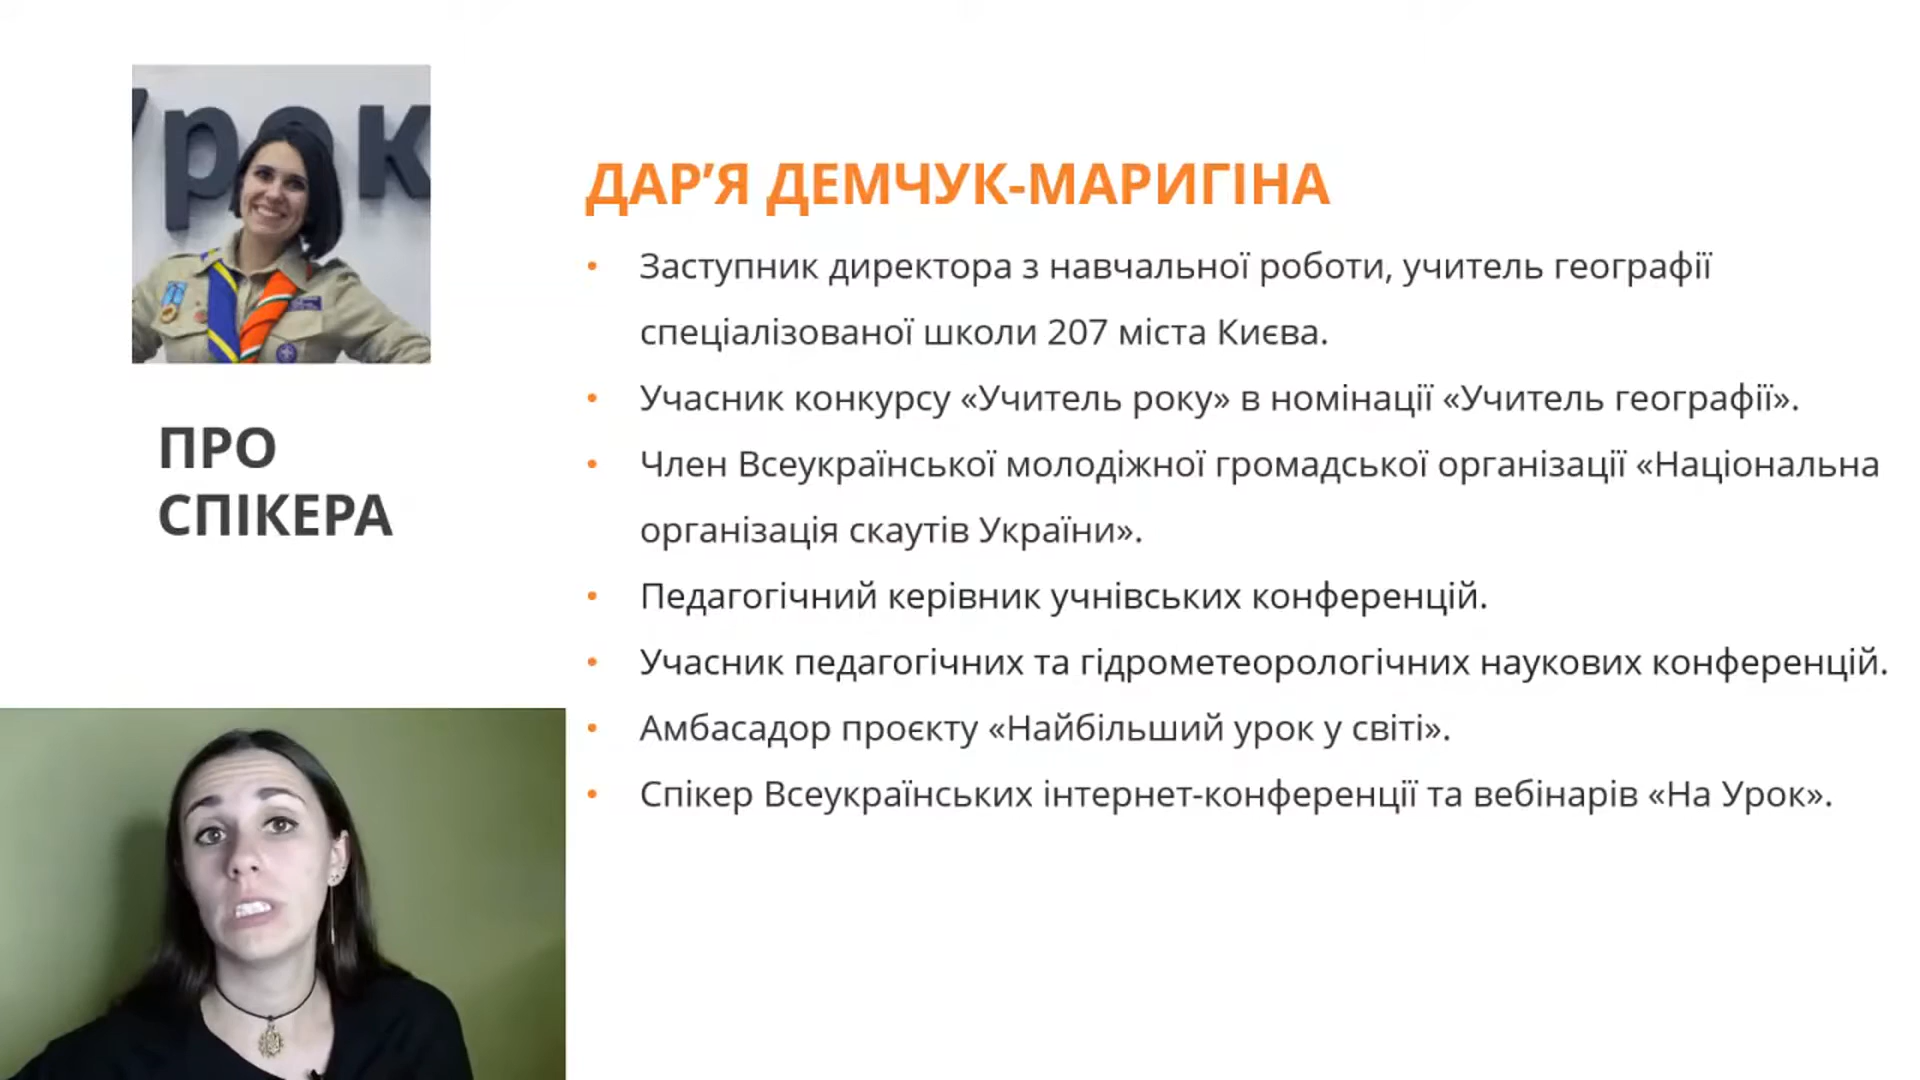 Урок
ПРО
СПІКЕРА
ДАР’Я ДЕМЧУК-МАРИГІНА
• Заступник директора з навчальної роботи, учитель географії
спеціалізованої школи 207 міста Києва.
• Учасник конкурсу «Учитель року» в номінації «Учитель географії».
• Член Всеукраїнської молодіжної громадської організації «Національна
організація скаутів України».
• Педагогічний керівник учнівських конференцій.
• Учасник педагогічних та гідрометеорологічних наукових конференцій.
• Амбасадор проєкту «Найбільший урок у світі».
• Спікер Всеукраїнських інтернет-конференції та вебінарів «На Урок».